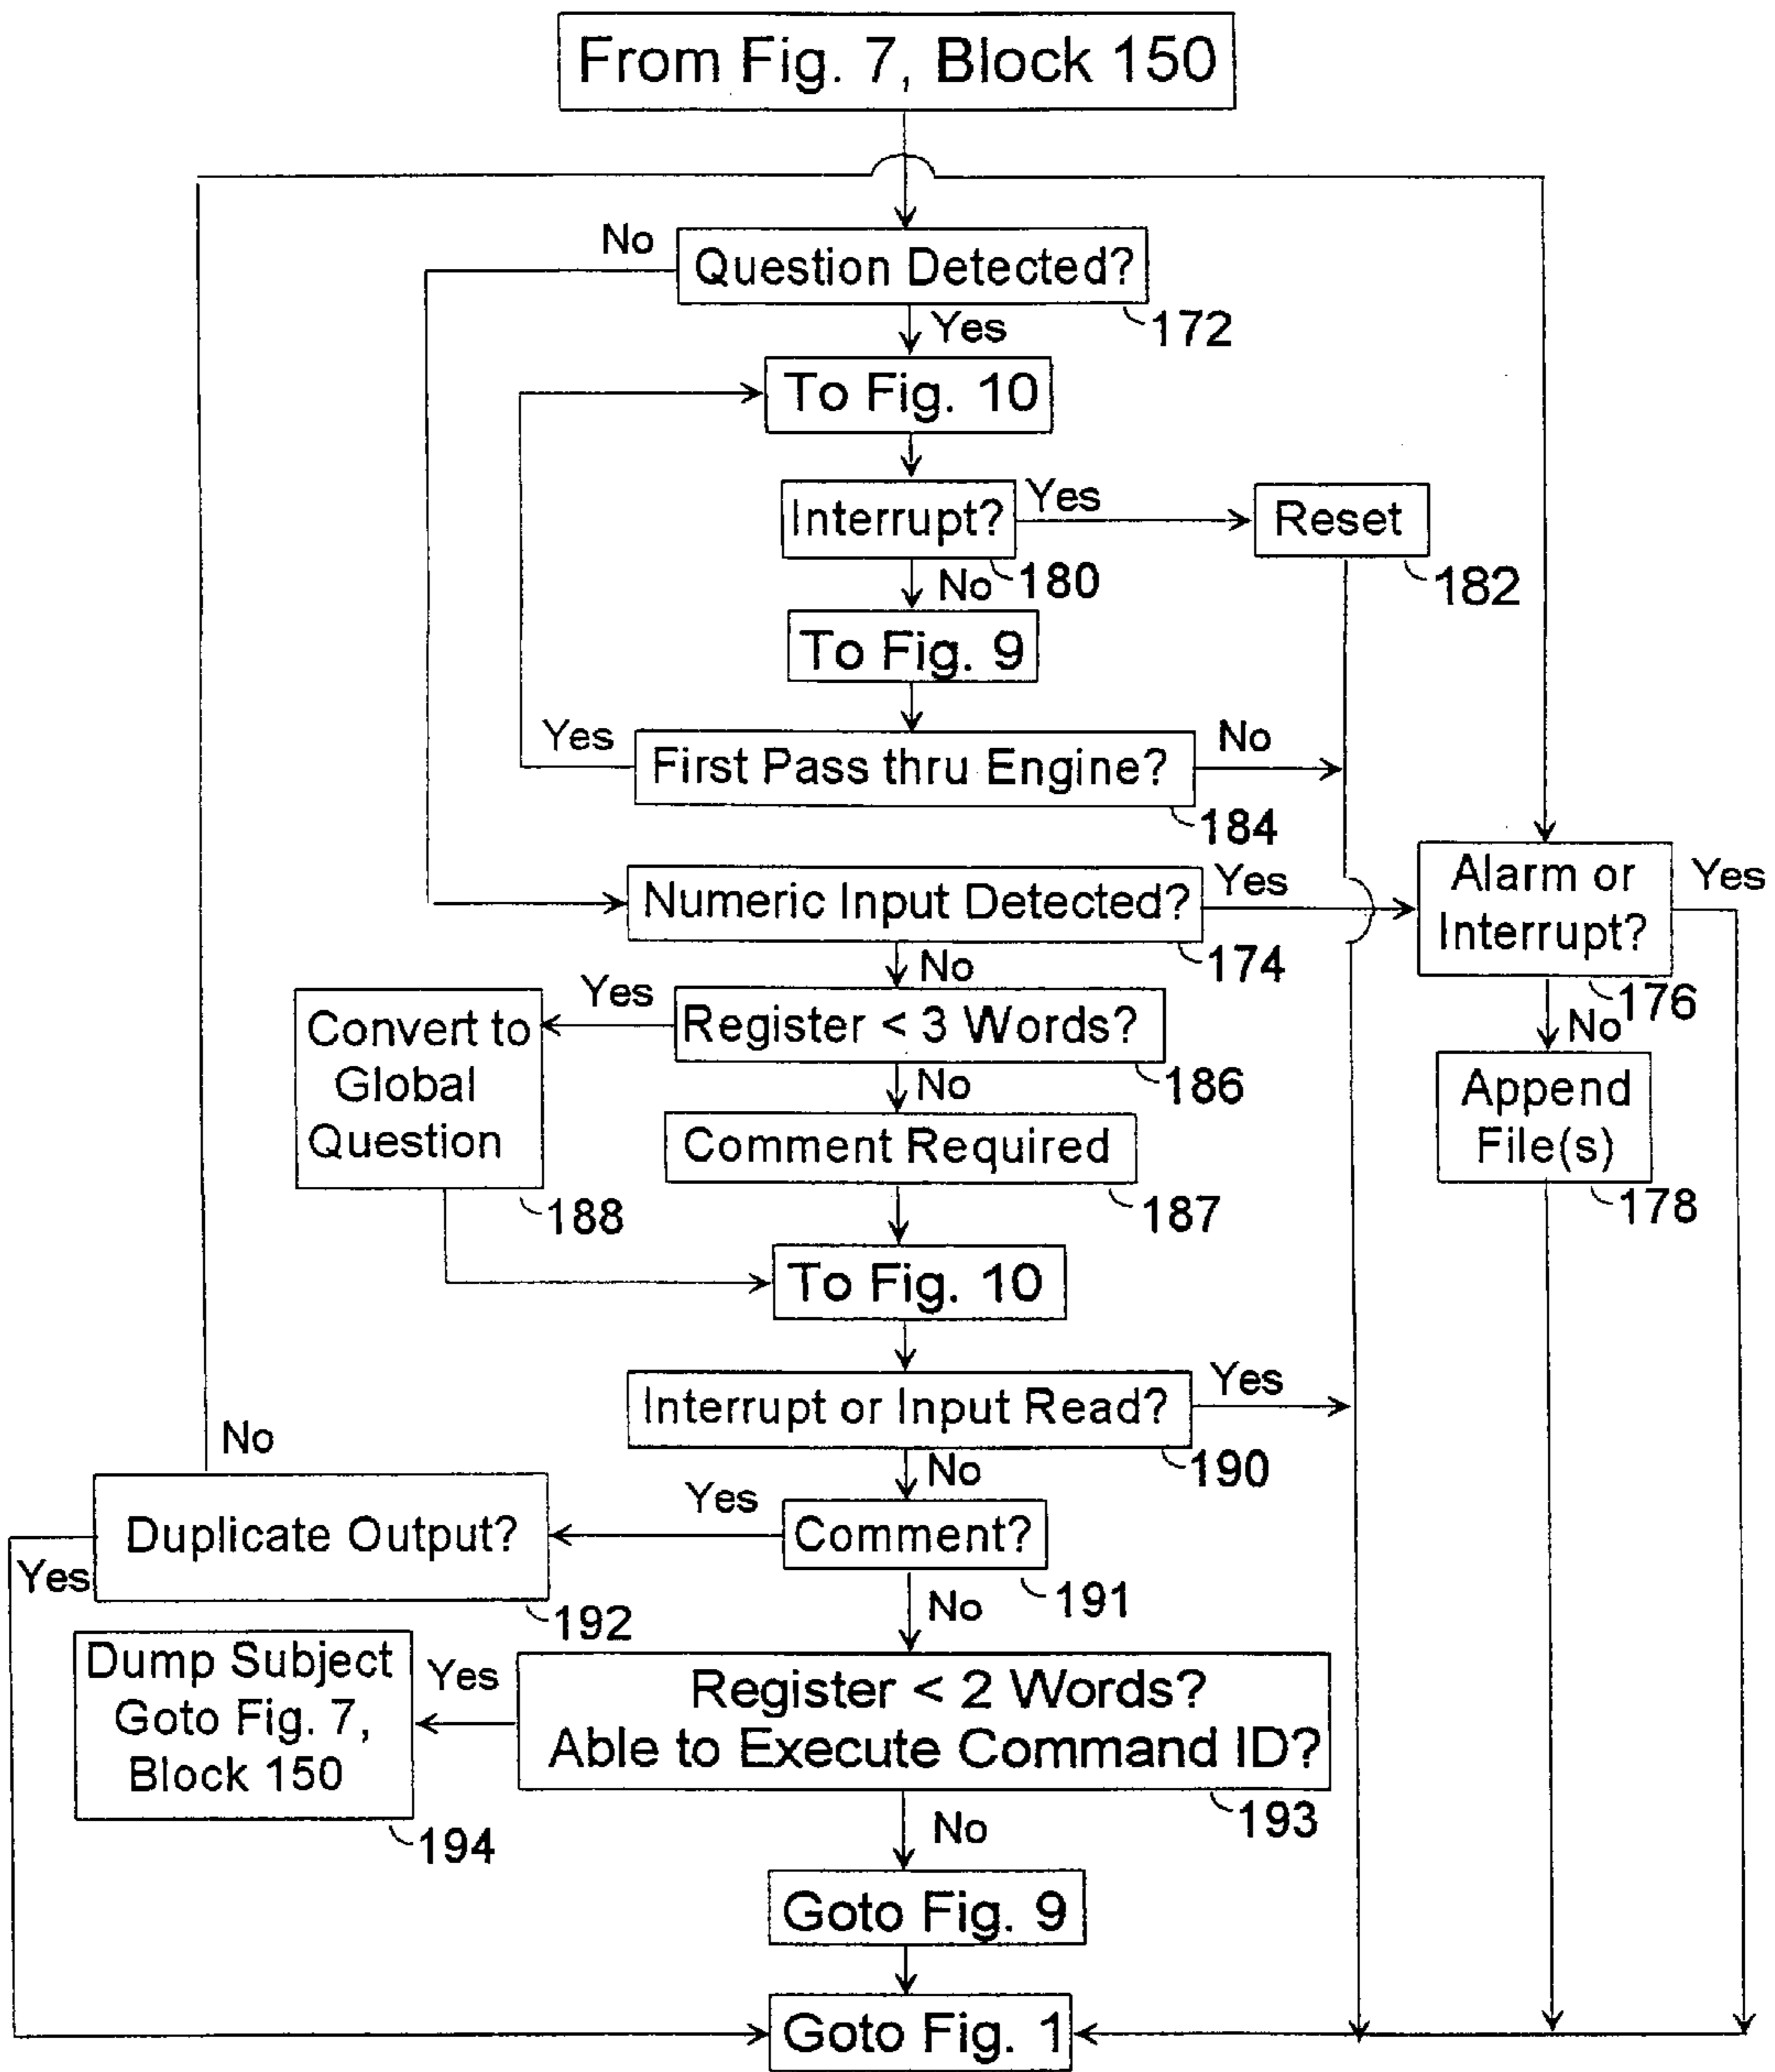 From Fig. 7, Block 150
No
Question Detected?
172
Yes
To Fig. 10
Interrupt?
Yes
Reset
180
182
No
To Fig. 9
Yes
First Pass thru Engine?
No
184
Numeric Input Detected?
Yes
Alarm or
Interrupt?
Yes
174
176
No
No
Yes
Register < 3 Words?
186
Convert to
Global
Question
188
No
Append
File(s)
178
Comment Required
187
To Fig. 10
Interrupt or Input Read?
Yes
190
No
No
Duplicate Output?
Yes
Comment?
Yes
192
191
No
Dump Subject
Goto Fig. 7,
Block 150
194
Yes
Register < 2 Words?
Able to Execute Command ID?
193
No
Goto Fig. 9
Goto Fig. 1